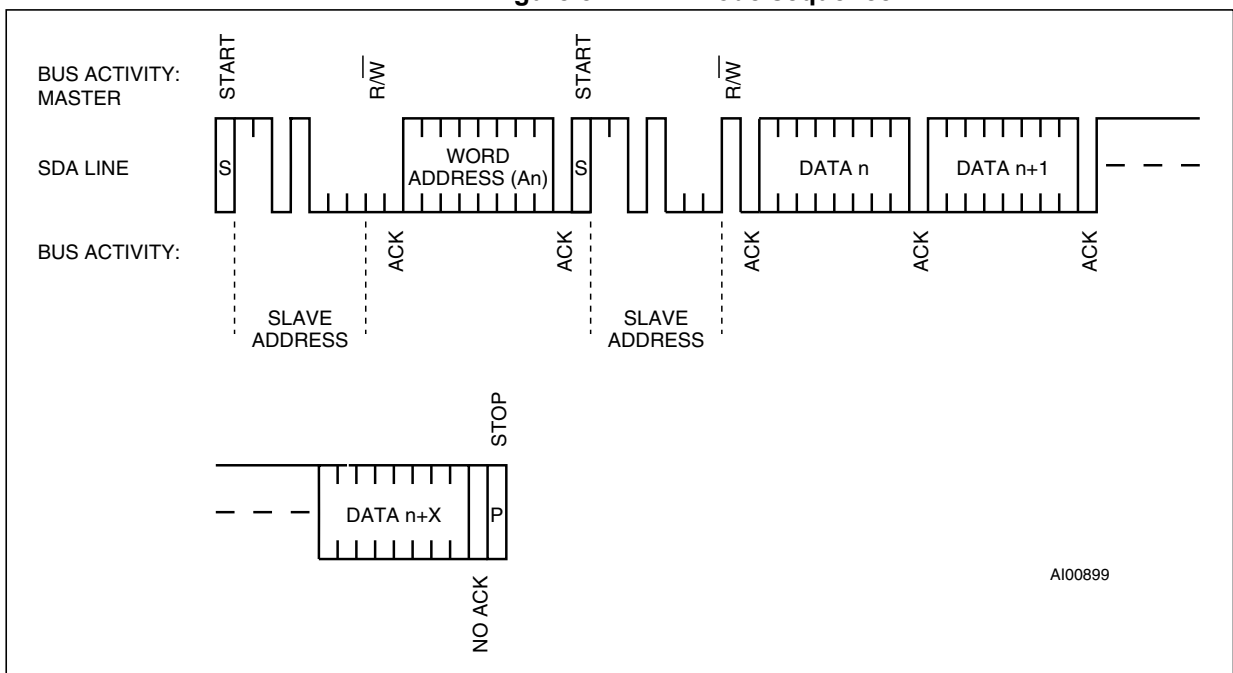 BUS ACTIVITY:
MASTER
START
R/W
START
R/W
SDA LINE
S
WORD
ADDRESS (An)
S
DATA n
DATA n+1
BUS ACTIVITY:
ACK
ACK
ACK
ACK
ACK
SLAVE
ADDRESS
SLAVE
ADDRESS
STOP
DATA n+X
P
NO ACK
AI00899